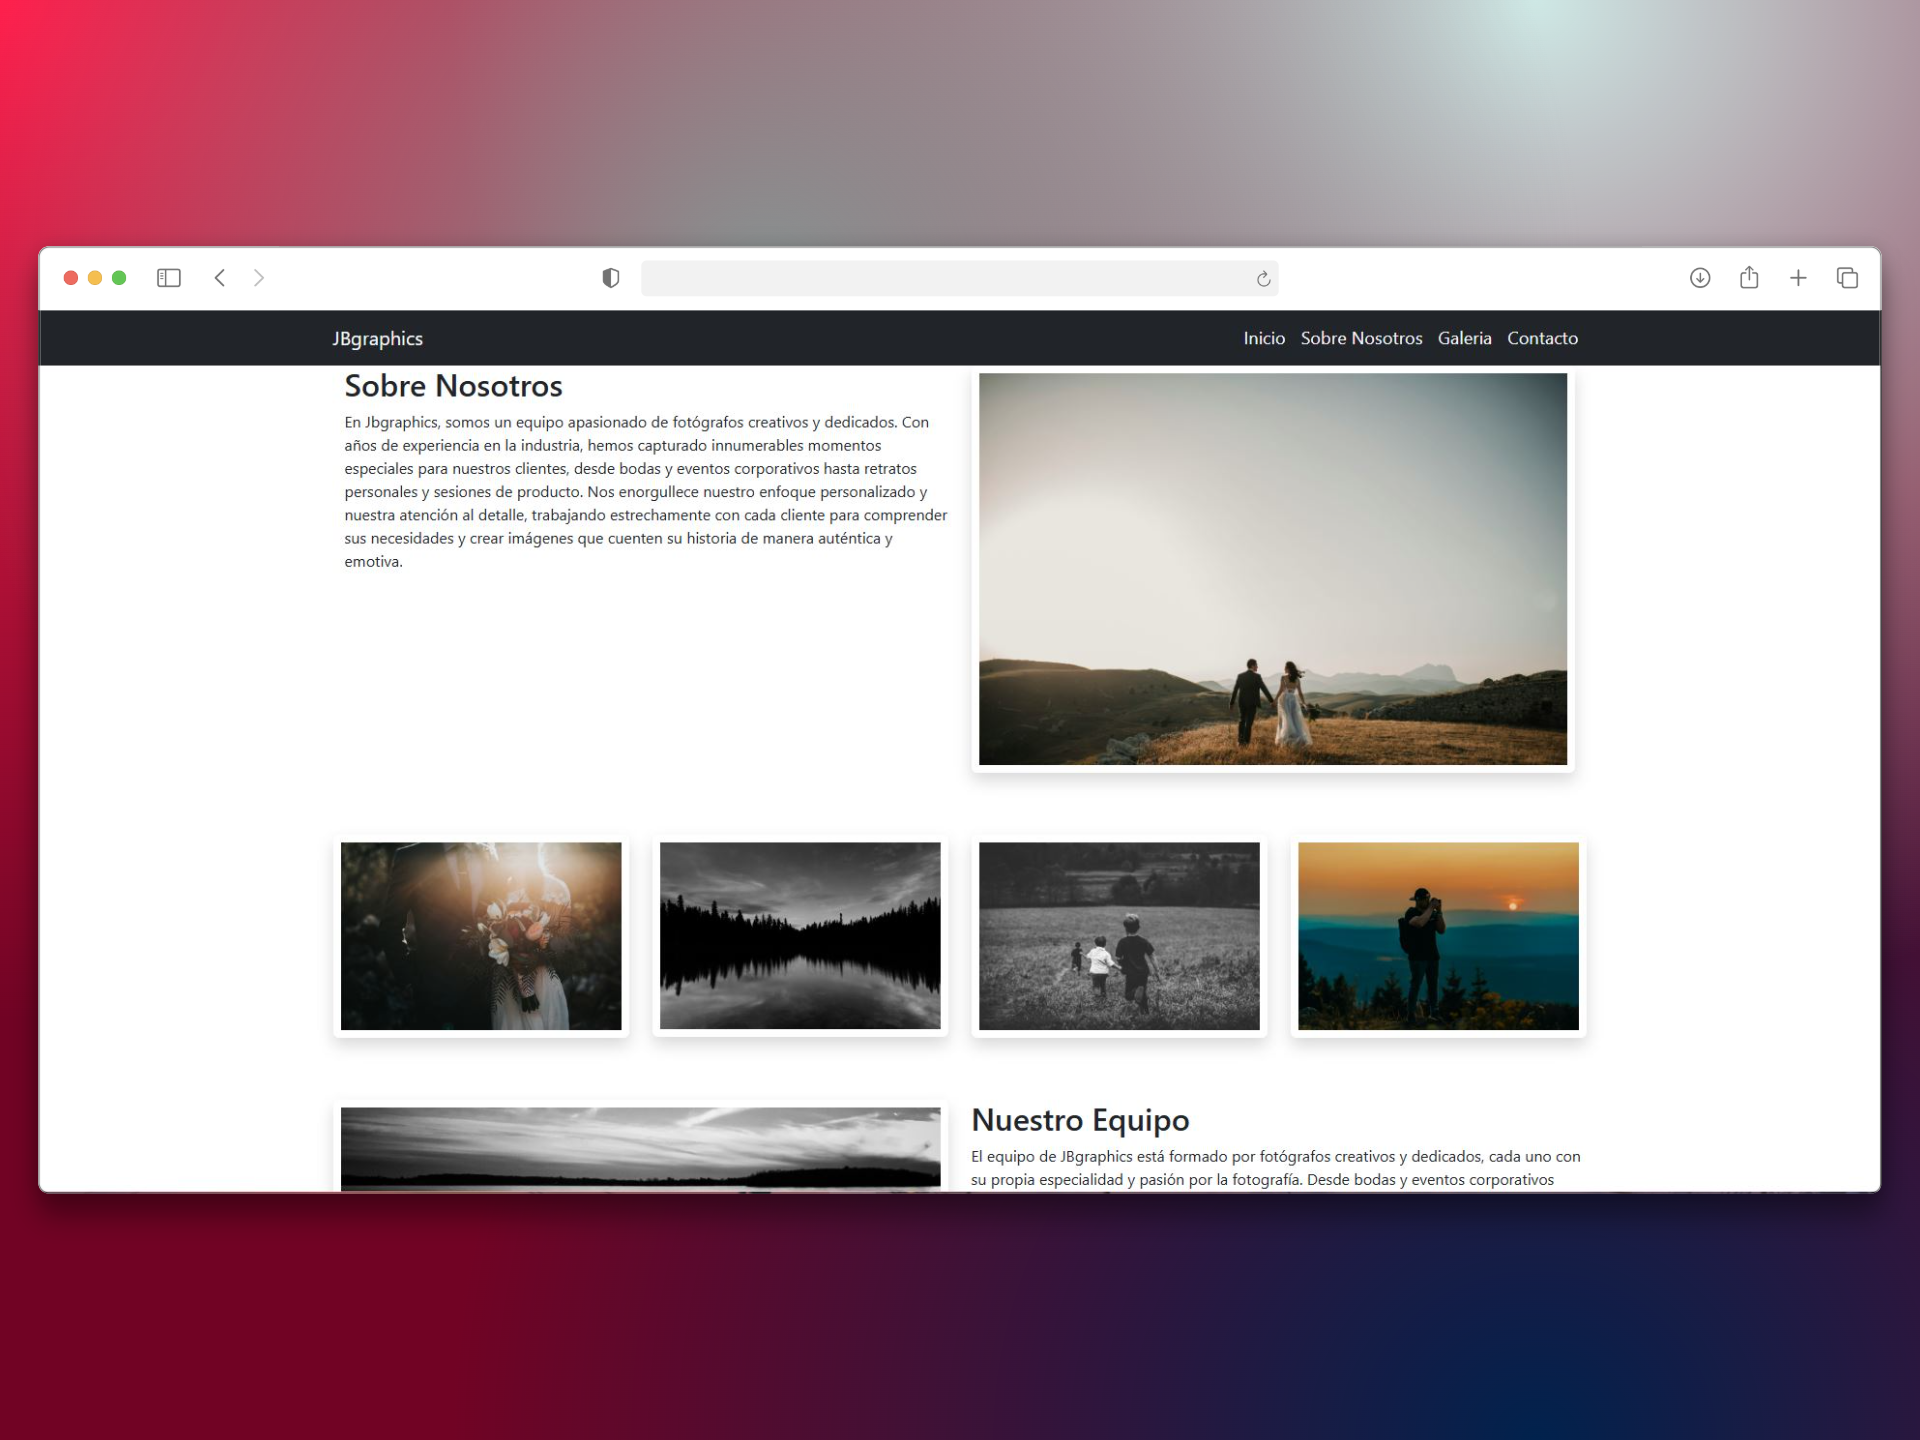 JBgraphics
Inicio Sobre Nosotros Galeria Contacto
Sobre Nosotros
En Jbgraphics, somos un equipo apasionado de fotógrafos creativos y dedicados. Con
años de experiencia en la industria, hemos capturado innumerables momentos
especiales para nuestros clientes, desde bodas y eventos corporativos hasta retratos
personales y sesiones de producto. Nos enorgullece nuestro enfoque personalizado y
nuestra atención al detalle, trabajando estrechamente con cada cliente para comprender
sus necesidades y crear imágenes que cuenten su historia de manera auténtica y
emotiva.
Nuestro Equipo
El equipo de JBgraphics está formado por fotógrafos creativos y dedicados, cada uno con
su propia especialidad y pasión por la fotografía. Desde bodas y eventos corporativos